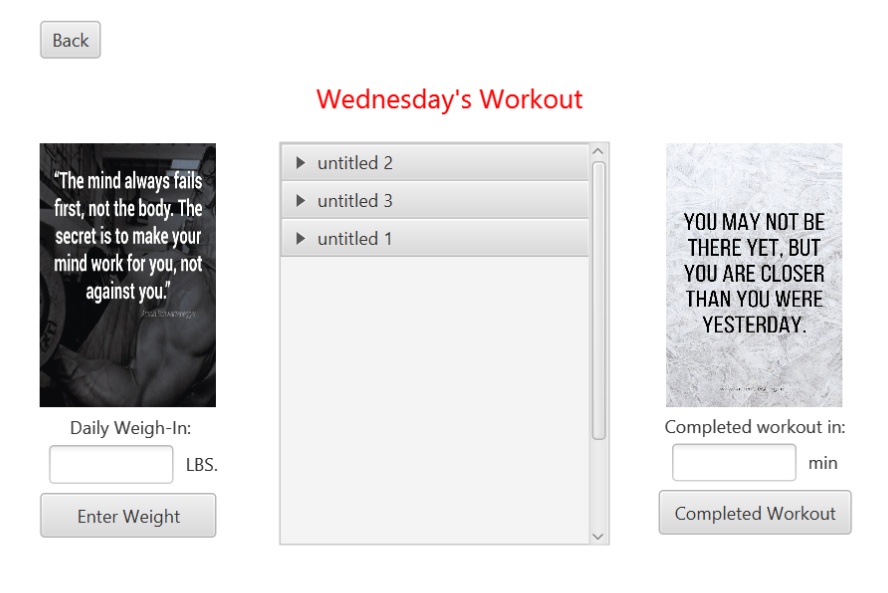 Back
Wednesday's Workout
“The mind always fails
first, not the body. The
secret is to make your
mind work for you, not
against you.”
Daily Weigh-In:
LBS.
Enter Weight
untitled 2
untitled 3
untitled 1
YOU MAY NOT BE
THERE YET, BUT
YOU ARE CLOSER
THAN YOU WERE
YESTERDAY.
Completed workout in:
min
Completed Workout